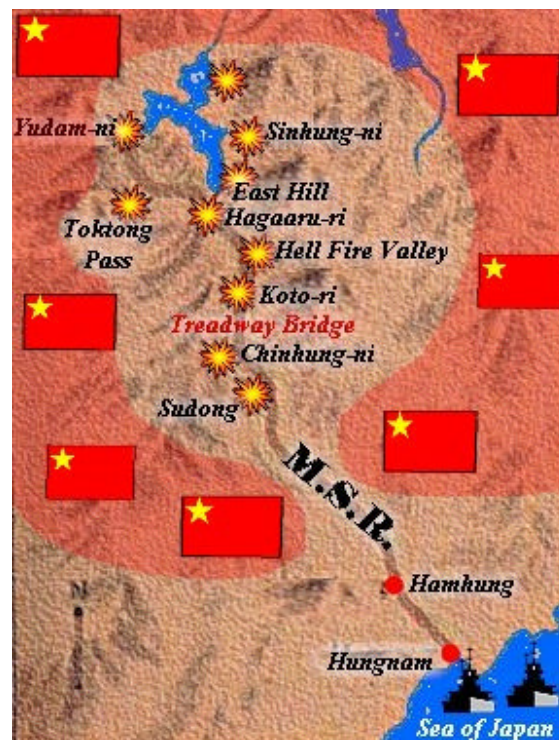 Yudam-ni
Sinhung-ni
East Hill
Hagaaru-ri
Toktong
Pass
Hell Fire Valley
Koto-ri
Treadway Bridge
Chinhung-ni
Sudong
M.S.R.
Hamhung
N
Hungnam
Sea of Japan